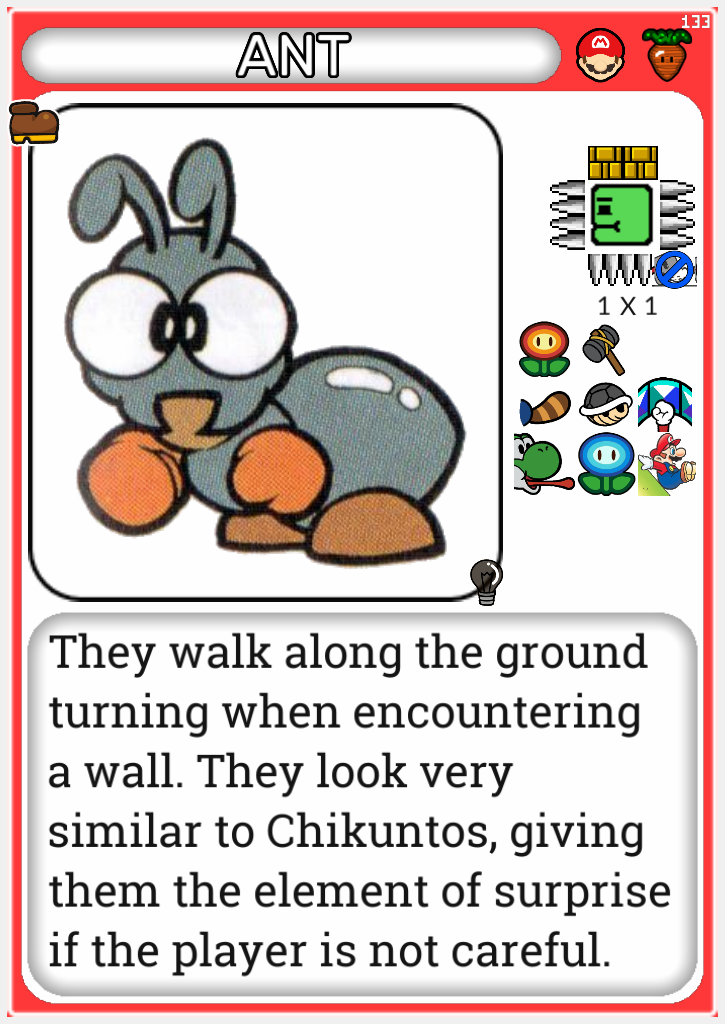 133
ANT
M
1 X 1
They walk along the ground
turning when encountering
a wall. They look very
similar to Chikuntos, giving
them the element of surprise
if the player is not careful.